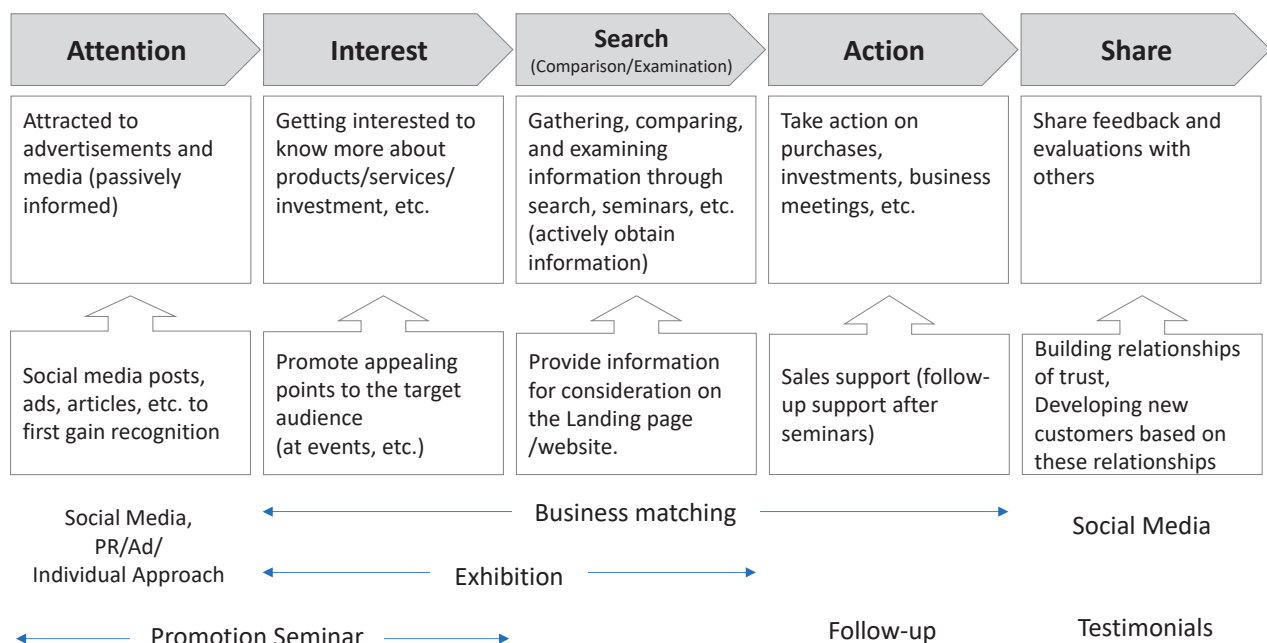 Attention
Interest
Search
(Comparison/Examination)
Action
Share
Attracted to
advertisements and
media (passively
informed)
Getting interested to
know more about
products/services/
investment, etc.
Gathering, comparing,
and examining
information through
search, seminars, etc.
(actively obtain
information)
Take action on
purchases,
investments, business
meetings, etc.
Share feedback and
evaluations with
others
Social media posts,
ads, articles, etc. to
first gain recognition
Promote appealing
points to the target
audience
(at events, etc.)
Provide information
for consideration on
the Landing page
/website.
Sales support (follow-
up support after
seminars)
Building relationships
of trust,
Developing new
customers based on
these relationships
Social Media,
PR/Ad/
Individual Approach
Business matching
Social Media
Exhibition
Promotion Seminar
Follow-up
Testimonials